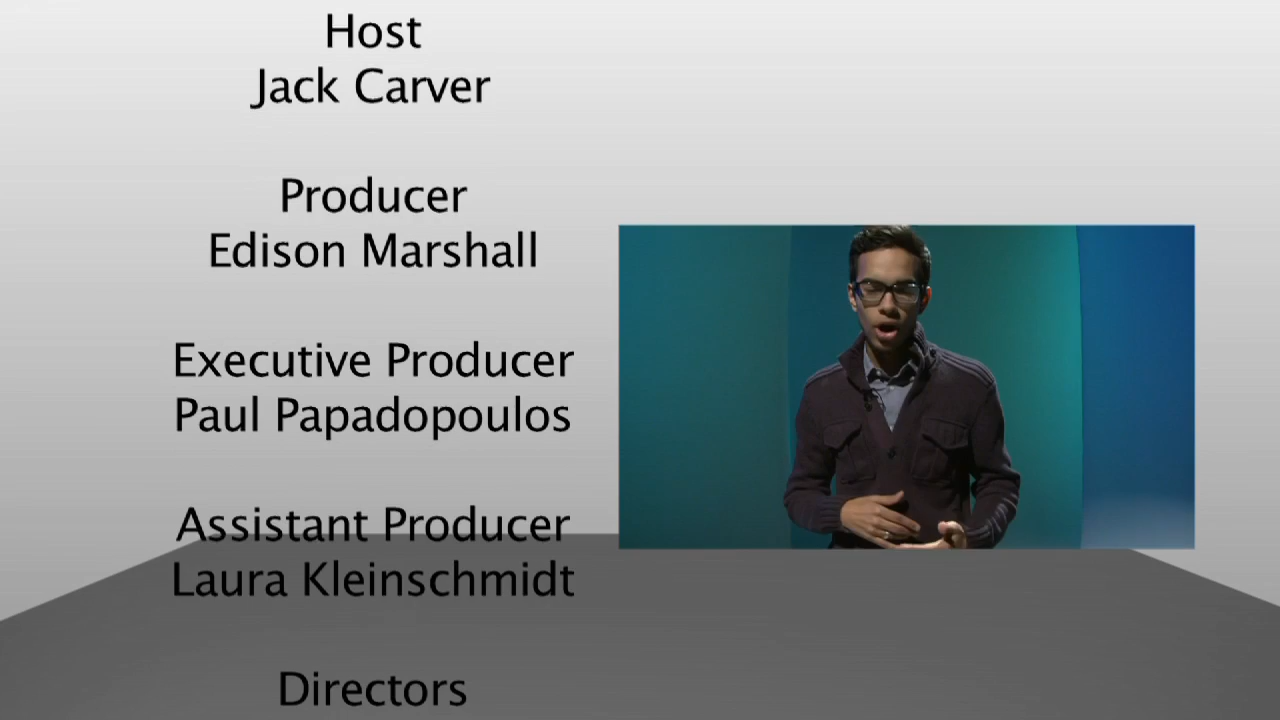 Host
Jack Carver
Producer
Edison Marshall
Executive Producer
Paul Papadopoulos
Assistant Producer
Laura Kleinschmidt
Directors